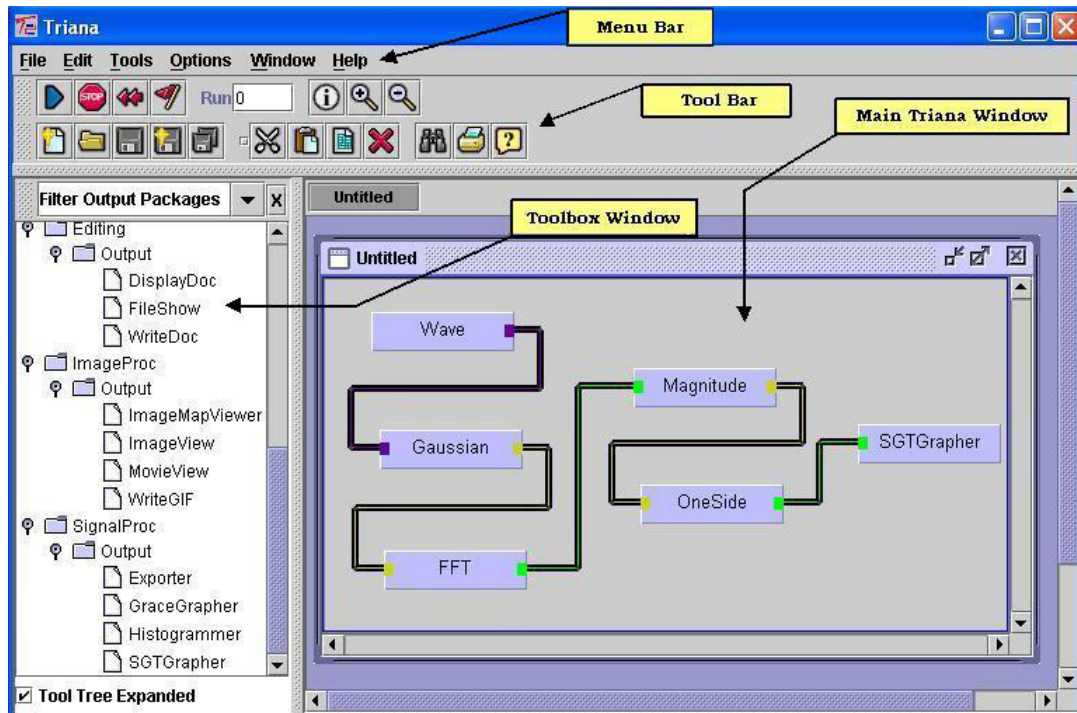 Triana
Menu Bar
File Edit Tools Options Window Help
STOP
Run 0
Tool Bar
Main Triana Window
Filter Output Packages
X
Untitled
Toolbox Window
Editing
Output
DisplayDoc
FileShow
WriteDoc
ImageProc
Output
ImageMapViewer
ImageView
MovieView
WriteGIF
SignalProc
Output
Exporter
GraceGrapher
Histogrammer
SGTGrapher
Tool Tree Expanded
Untitled
Wave
Gaussian
FFT
Magnitude
OneSide
SGTGrapher